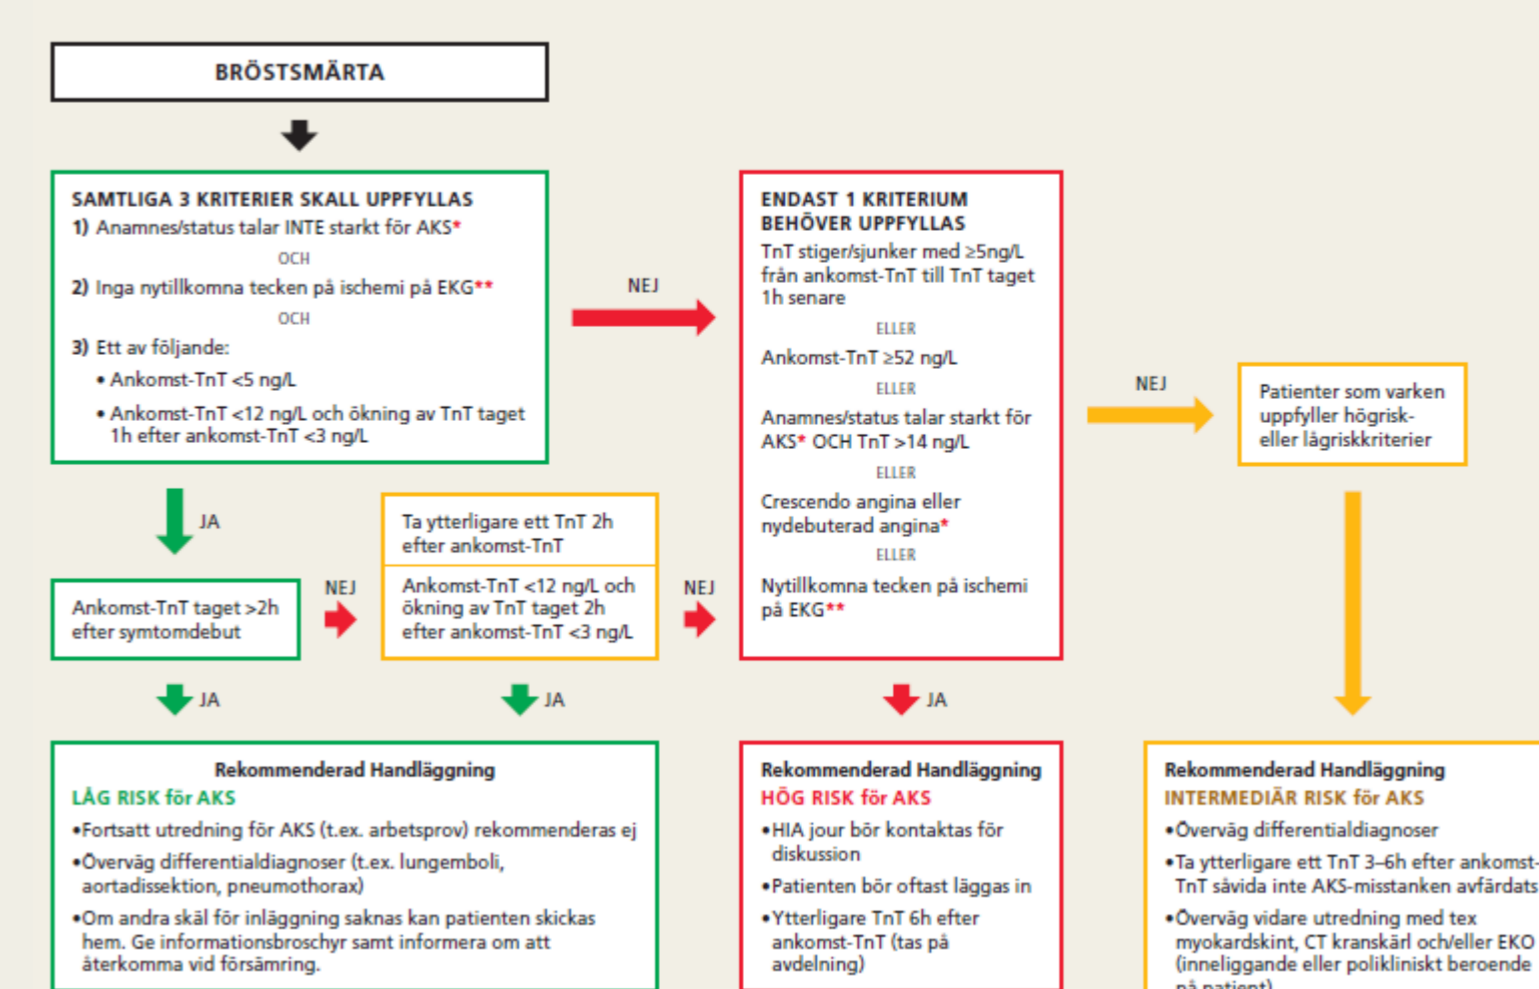 BRÖSTSMÄRTA
SAMTLIGA 3 KRITERIER SKALL UPPFYLLAS
1) Anamnes/status talar INTE starkt för AKS*
OCH
2) Inga nytillkomna tecken på ischemi på EKG**
OCH
3) Ett av följande:
• Ankomst-TnT <5 ng/L
• Ankomst-TnT <12 ng/L och ökning av TnT taget
1h efter ankomst-TnT <3 ng/L
NEJ
ENDAST 1 KRITERIUM
BEHÖVER UPPFYLLAS
TnT stiger/sjunker med ≥5ng/L
från ankomst-TnT till TnT taget
1h senare
ELLER
Ankomst-TnT ≥52 ng/L
ELLER
Anamnes/status talar starkt för
AKS* OCH TnT >14 ng/L
ELLER
Crescendo angina eller
nydebuterad angina*
ELLER
Nytillkomna tecken på ischemi
på EKG**
NEJ
Patienter som varken
uppfyller högrisk-
eller lågriskkriterier
JA
Ankomst-TnT taget >2h
efter symtomdebut
NEJ
Ta ytterligare ett TnT 2h
efter ankomst-TnT
Ankomst-TnT <12 ng/L och
ökning av TnT taget 2h
efter ankomst-TnT <3 ng/L
NEJ
JA
JA
JA
Rekommenderad Handläggning
LÅG RISK för AKS
•Fortsatt utredning för AKS (t.ex. arbetsprov) rekommenderas ej
•Överväg differentialdiagnoser (t.ex. lungemboli,
aortadissektion, pneumothorax)
•Om andra skäl för inläggning saknas kan patienten skickas
hem. Ge informationsbroschyr samt informera om att
återkomma vid försämring.
Rekommenderad Handläggning
HÖG RISK för AKS
•HIA jour bör kontaktas för
diskussion
•Patienten bör oftast läggas in
•Ytterligare TnT 6h efter
ankomst-TnT (tas på
avdelning)
Rekommenderad Handläggning
INTERMEDIÄR RISK för AKS
•Överväg differentialdiagnoser
•Ta ytterligare ett TnT 3–6h efter ankomst-
TnT såvida inte AKS-misstanken avfärdats
•Överväg vidare utredning med tex
myokardskint, CT kranskärl och/eller EKO
(inneliggande eller polikliniskt beroende
på patient)